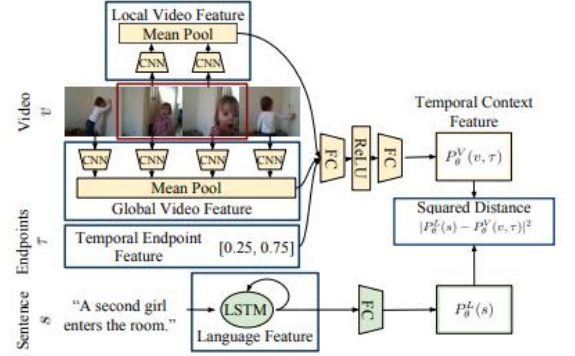 Local Video Feature
Mean Pool
CNN CNN
Video
v
CNN CNN CNN CNN
Mean Pool
Global Video Feature
FC ReLU FC
Temporal Context
Feature
P_θ^V(v, τ)
Endpoints
τ
Temporal Endpoint
Feature
[0.25, 0.75]
Squared Distance
|P_θ^L(s) − P_θ^V(v, τ)|²
Sentence
s
“A second girl
enters the room.”
LSTM
Language Feature
FC
P_θ^L(s)